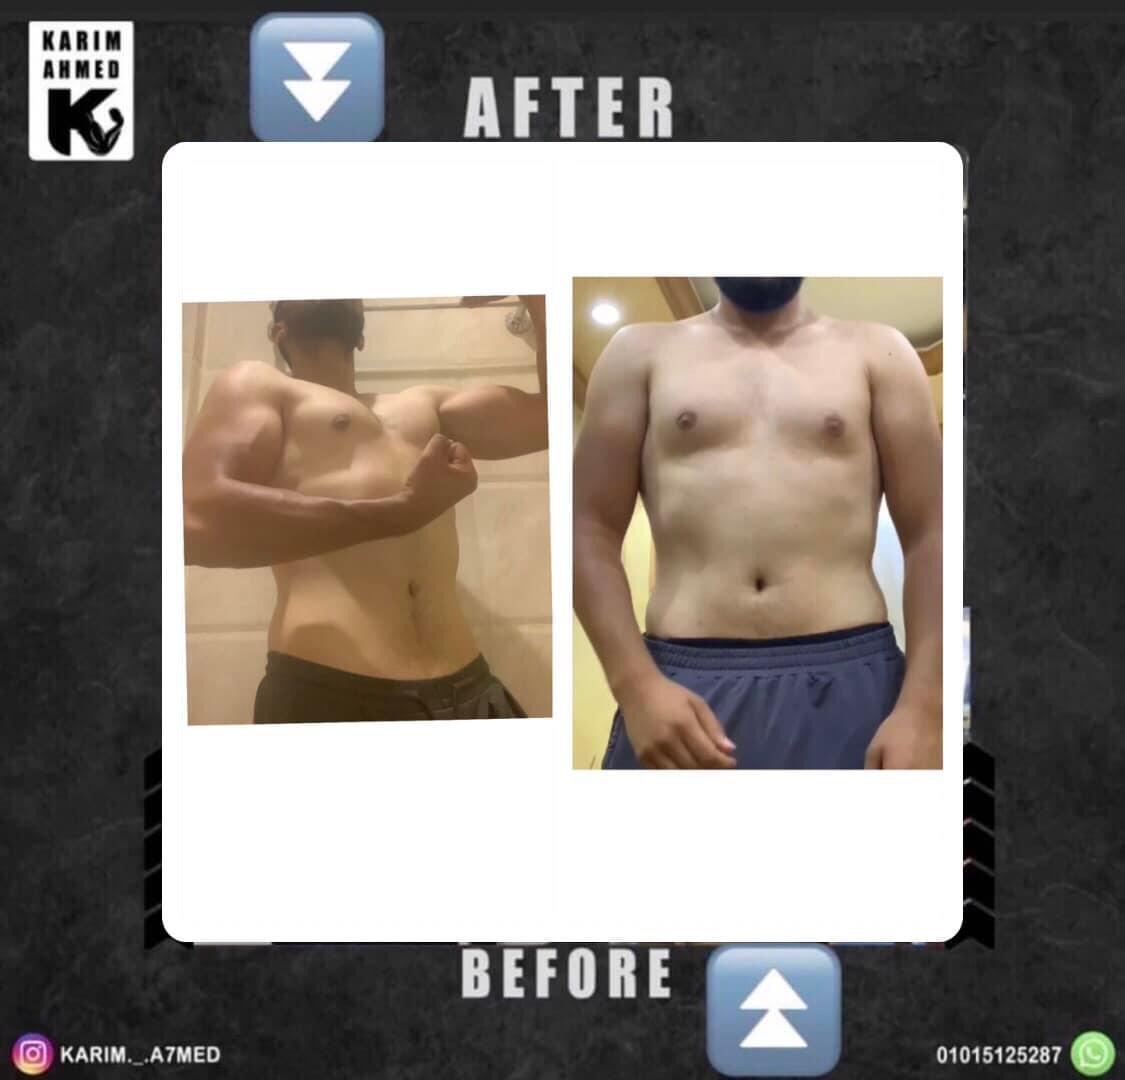 KARIM
AHMED
AFTER
BEFORE
KARIM._.A7MED
01015125287